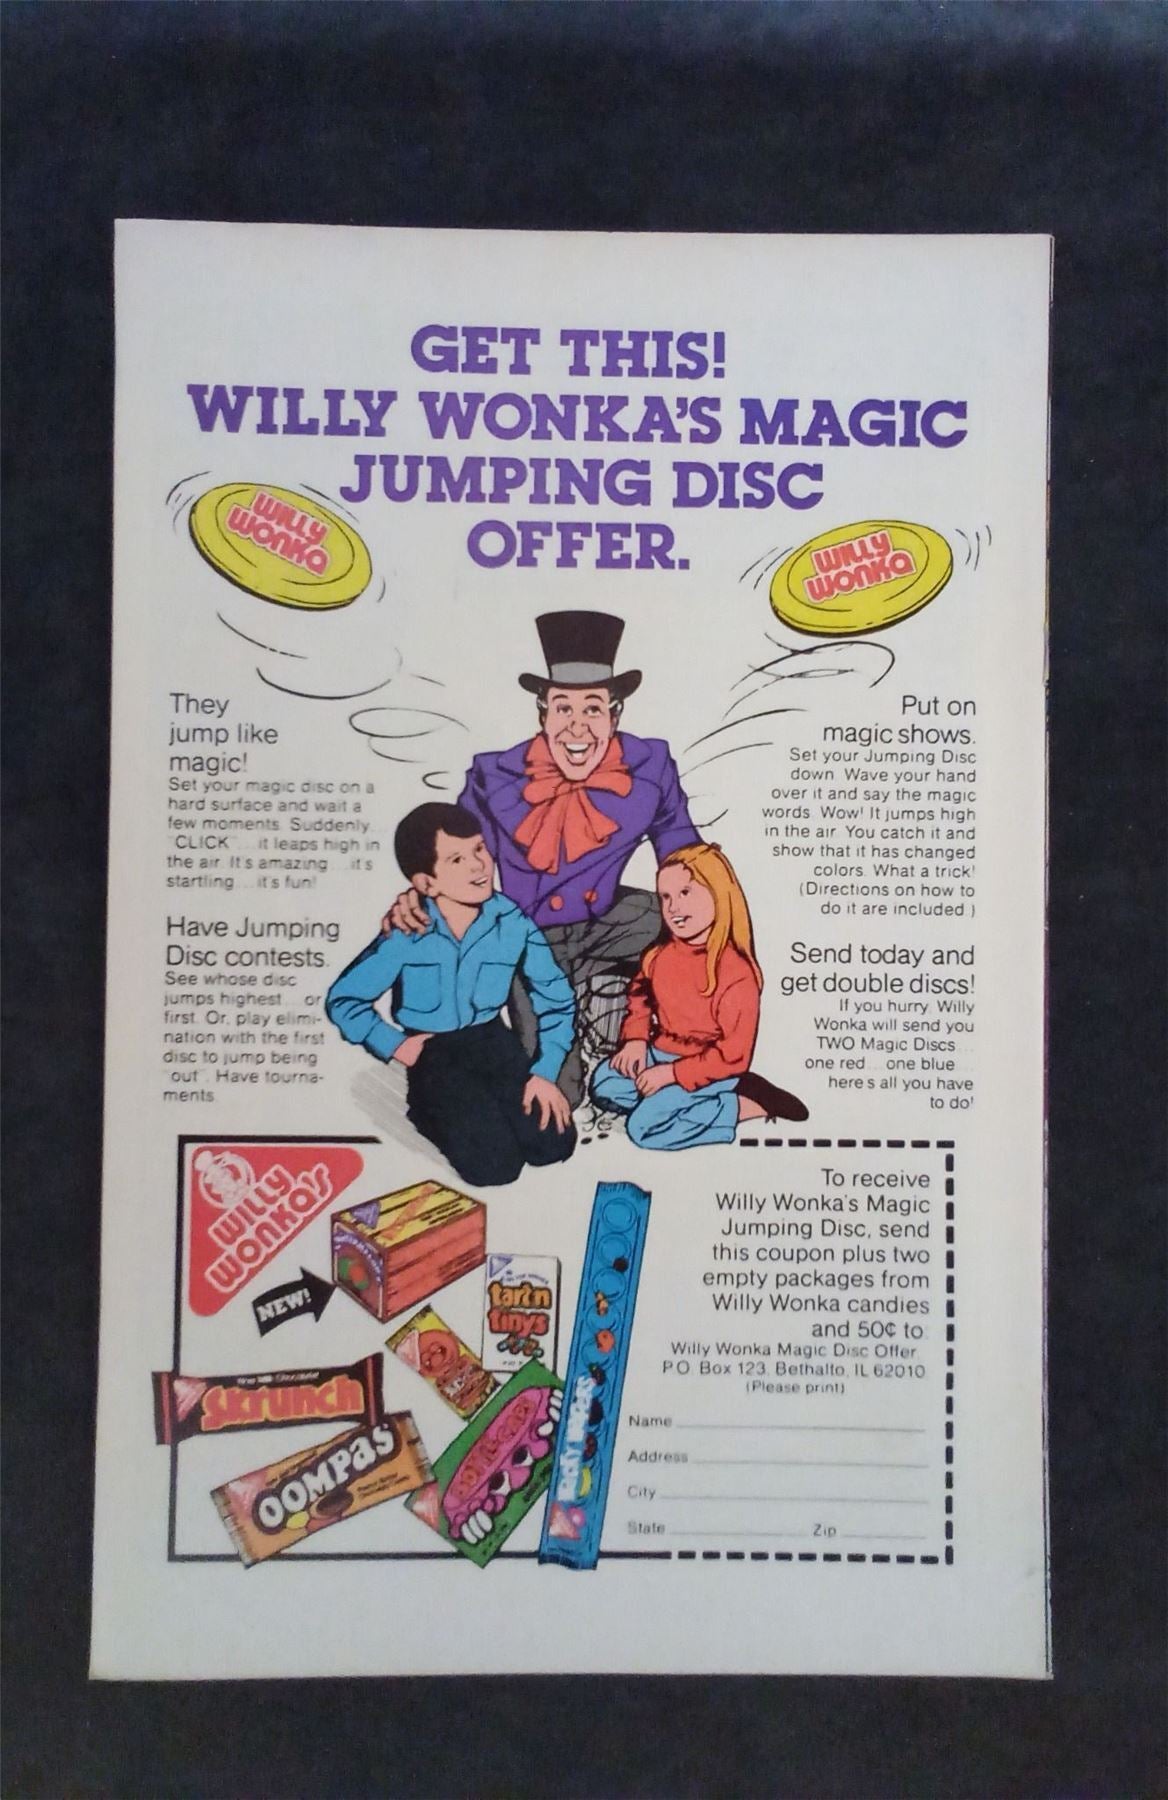 GET THIS!
WILLY WONKA'S MAGIC
JUMPING DISC
OFFER.
WILLY
WONKA
WILLY
WONKA
They
jump like
magic!
Set your magic disc on a
hard surface and wait a
few moments. Suddenly...
"CLICK"...it leaps high in
the air. It's amazing...it's
startling...it's fun!
Have Jumping
Disc contests.
See whose disc
jumps highest...or
first. Or, play elimi-
nation with the first
disc to jump being
"out". Have tourna-
ments.
Put on
magic shows.
Set your Jumping Disc
down. Wave your hand
over it and say the magic
words. Wow! It jumps high
in the air. You catch it and
show that it has changed
colors. What a trick!
(Directions on how to
do it are included.)
Send today and
get double discs!
If you hurry, Willy
Wonka will send you
TWO Magic Discs...
one red...one blue...
here's all you have
to do!
WILLY
WONKA'S
NEW!
tart n
tinys
Skrunch
OOMPAS
To receive
Willy Wonka's Magic
Jumping Disc, send
this coupon plus two
empty packages from
Willy Wonka candies
and 50¢ to:
Willy Wonka Magic Disc Offer
P.O. Box 123, Bethalto, IL 62010
(Please print)
Name
Address
City
State Zip